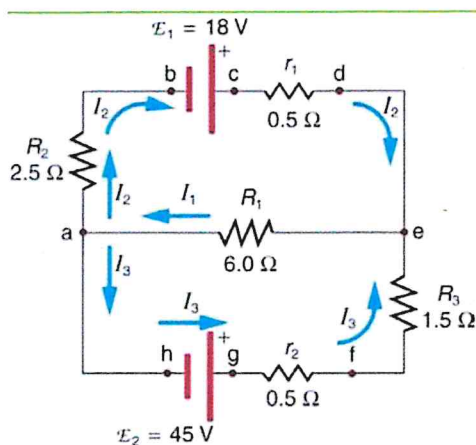 ℰ₁ = 18 V
+
b
c
r₁
d
I₂
0.5 Ω
I₂
R₂
2.5 Ω
I₂
I₁
R₁
a
e
I₃
6.0 Ω
I₃
R₃
1.5 Ω
+
I₃
h
g
r₂
f
0.5 Ω
ℰ₂ = 45 V